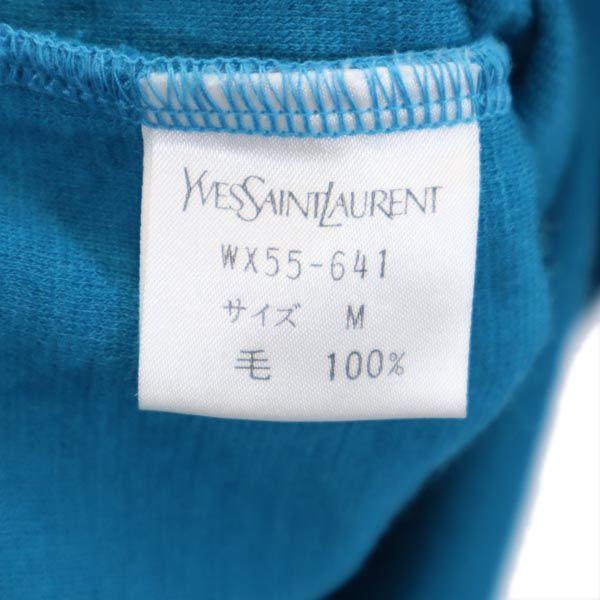 YVESSAINTLAURENT
WX55-641
サイズ M
毛 100%